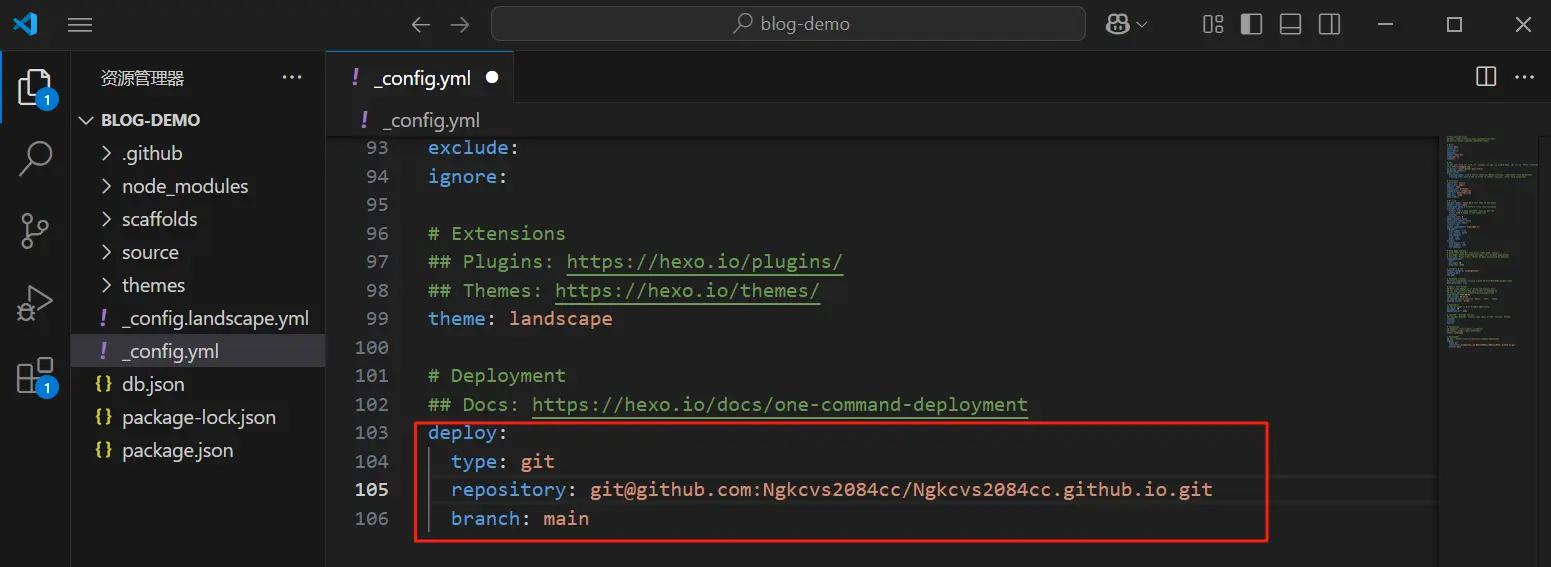 blog-demo
资源管理器
_config.yml
1
BLOG-DEMO
_config.yml
.github
node_modules
scaffolds
source
themes
_config.landscape.yml
_config.yml
db.json
package-lock.json
package.json
1
93 exclude:
94 ignore:
95
96 # Extensions
97 ## Plugins: https://hexo.io/plugins/
98 ## Themes: https://hexo.io/themes/
99 theme: landscape
100
101 # Deployment
102 ## Docs: https://hexo.io/docs/one-command-deployment
103 deploy:
104 type: git
105 repository: git@github.com:Ngkcvs2084cc/Ngkcvs2084cc.github.io.git
106 branch: main